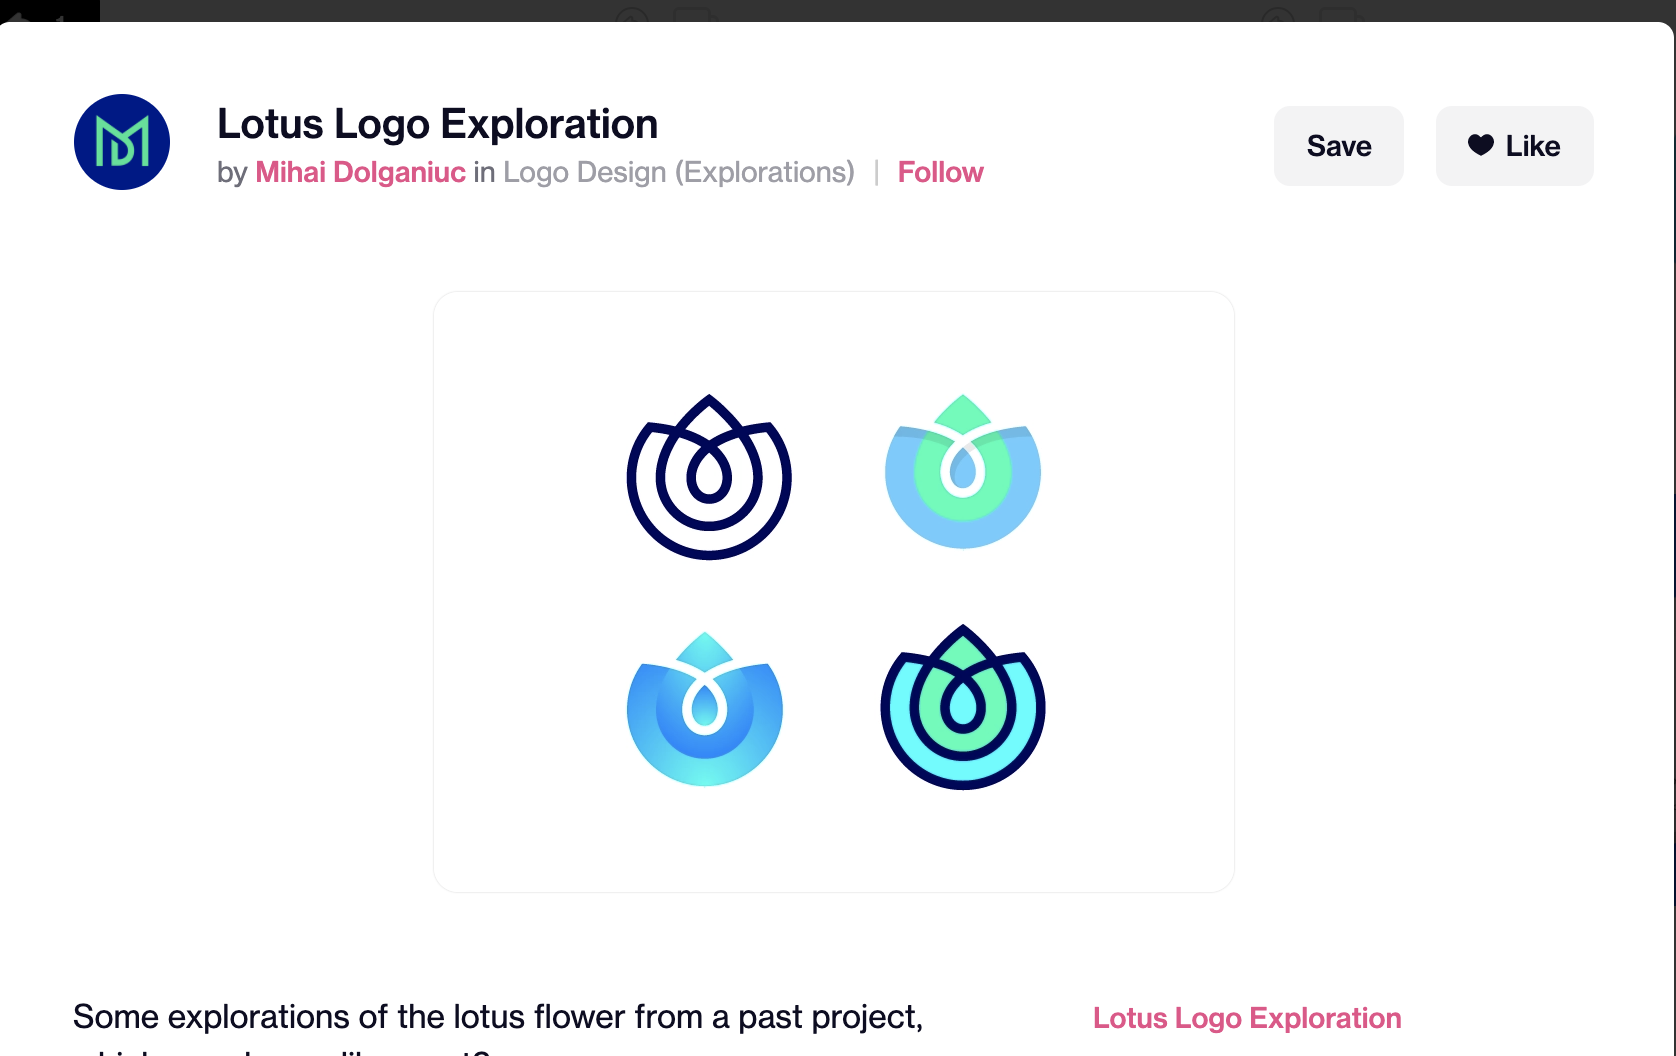 Lotus Logo Exploration
by Mihai Dolganiuc in Logo Design (Explorations) | Follow
Save
Like
Some explorations of the lotus flower from a past project,
Lotus Logo Exploration